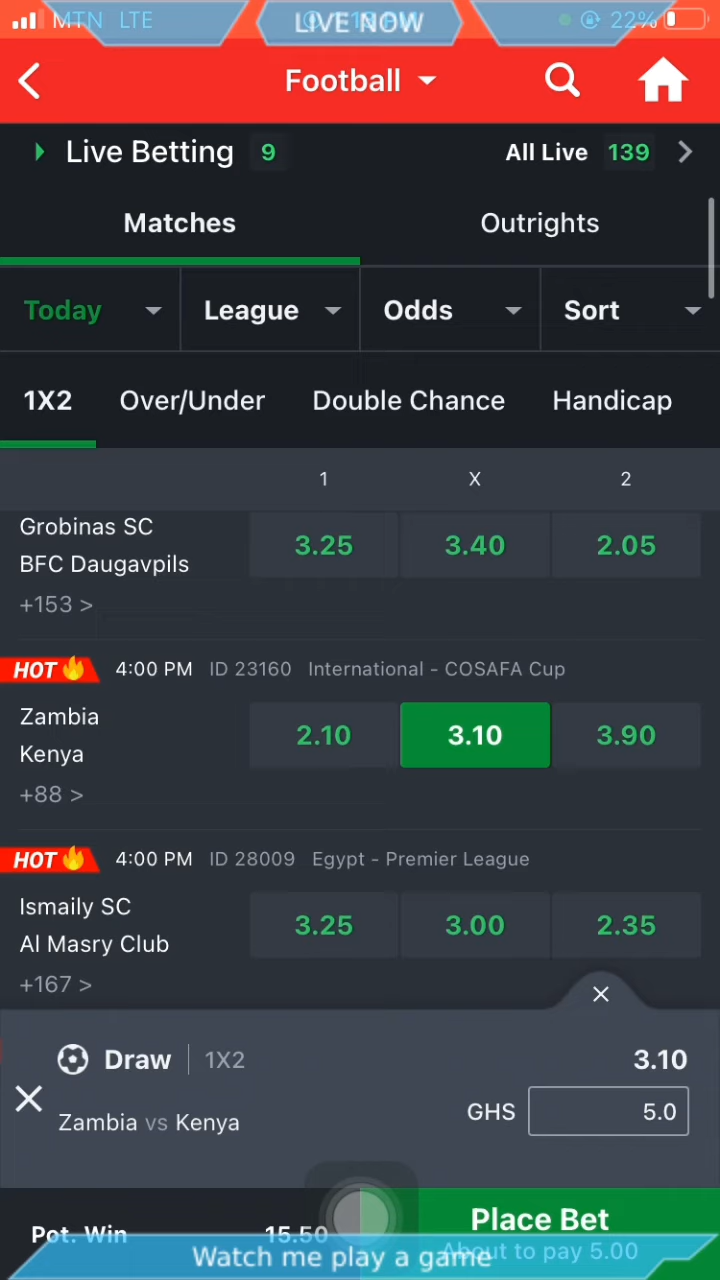 MTN LTE
LIVE NOW
22%
Football
Live Betting 9
All Live 139
Matches
Outrights
Today
League
Odds
Sort
1X2
Over/Under
Double Chance
Handicap
1
X
2
Grobinas SC
BFC Daugavpils
3.25
3.40
2.05
+153 >
HOT 4:00 PM ID 23160 International - COSAFA Cup
Zambia
Kenya
2.10
3.10
3.90
+88 >
HOT 4:00 PM ID 28009 Egypt - Premier League
Ismaily SC
Al Masry Club
3.25
3.00
2.35
+167 >
Draw 1X2
3.10
Zambia vs Kenya
GHS 5.0
Pot. Win 15.50
Place Bet
About to pay 5.00
Watch me play a game